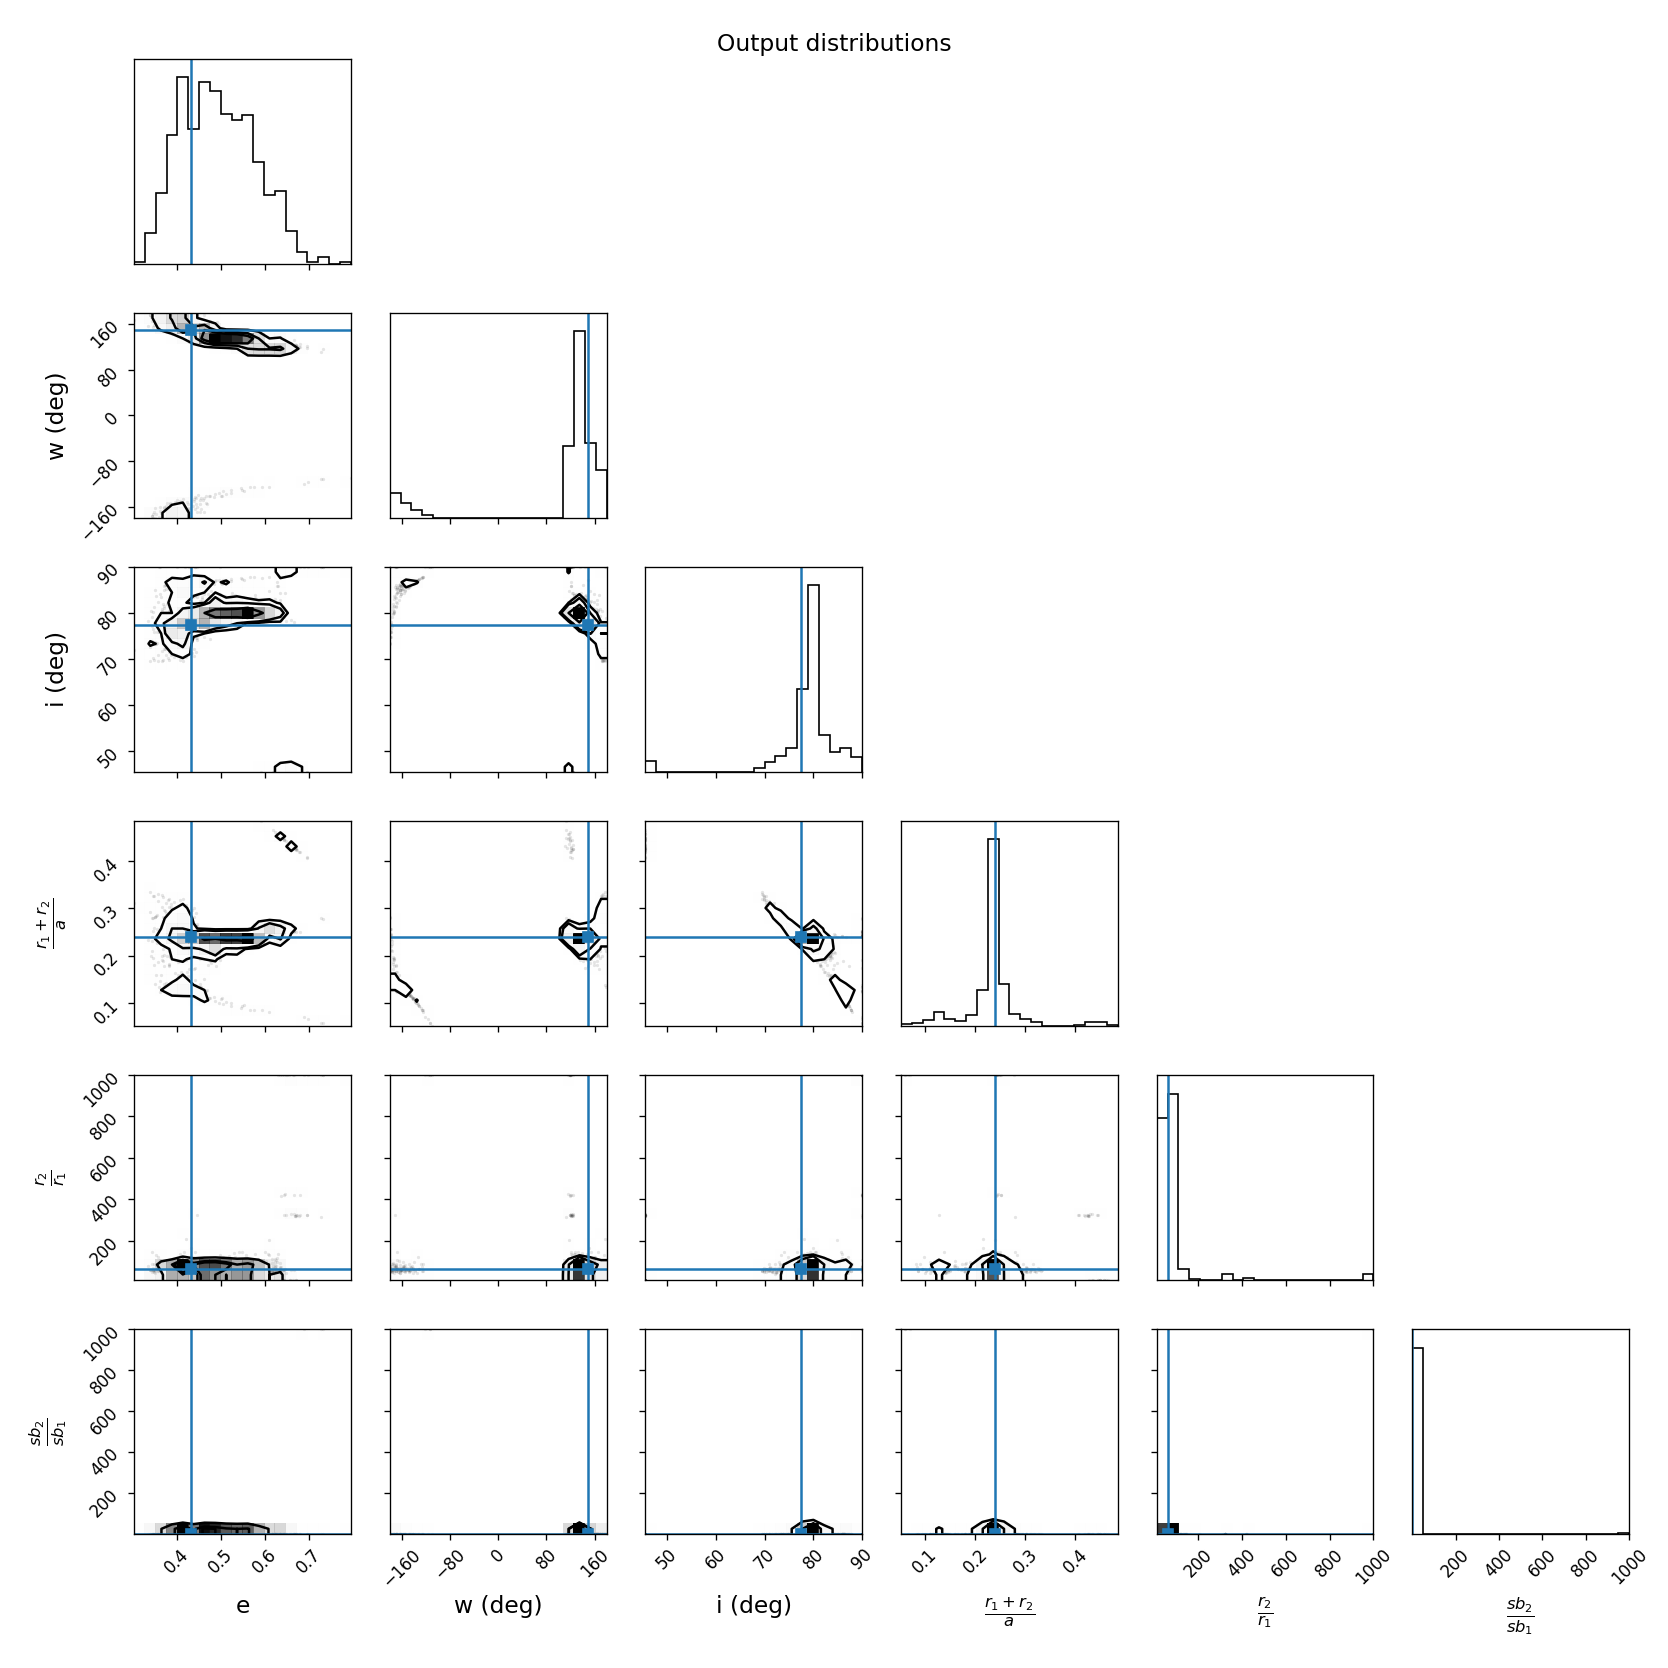 Output distributions
160
80
0
−80
−160
w (deg)
90
80
70
60
50
i (deg)
0.4
0.3
0.2
0.1
r₁ + r₂
a
1000
800
600
400
200
r₂
r₁
1000
800
600
400
200
sb₂
sb₁
0.4 0.5 0.6 0.7
−160 −80 0 80 160
50 60 70 80 90
0.1 0.2 0.3 0.4
200 400 600 800 1000
200 400 600 800 1000
e
w (deg)
i (deg)
r₁ + r₂
a
r₂
r₁
sb₂
sb₁